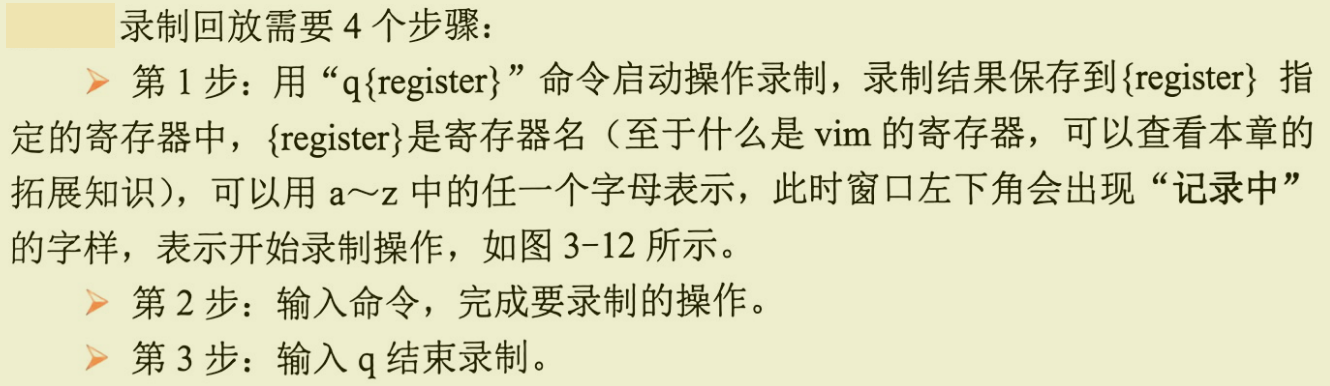 录制回放需要 4 个步骤：
➢ 第 1 步：用“q{register}”命令启动操作录制，录制结果保存到{register} 指
定的寄存器中，{register}是寄存器名（至于什么是 vim 的寄存器，可以查看本章的
拓展知识），可以用 a～z 中的任一个字母表示，此时窗口左下角会出现“记录中”
的字样，表示开始录制操作，如图 3-12 所示。
➢ 第 2 步：输入命令，完成要录制的操作。
➢ 第 3 步：输入 q 结束录制。